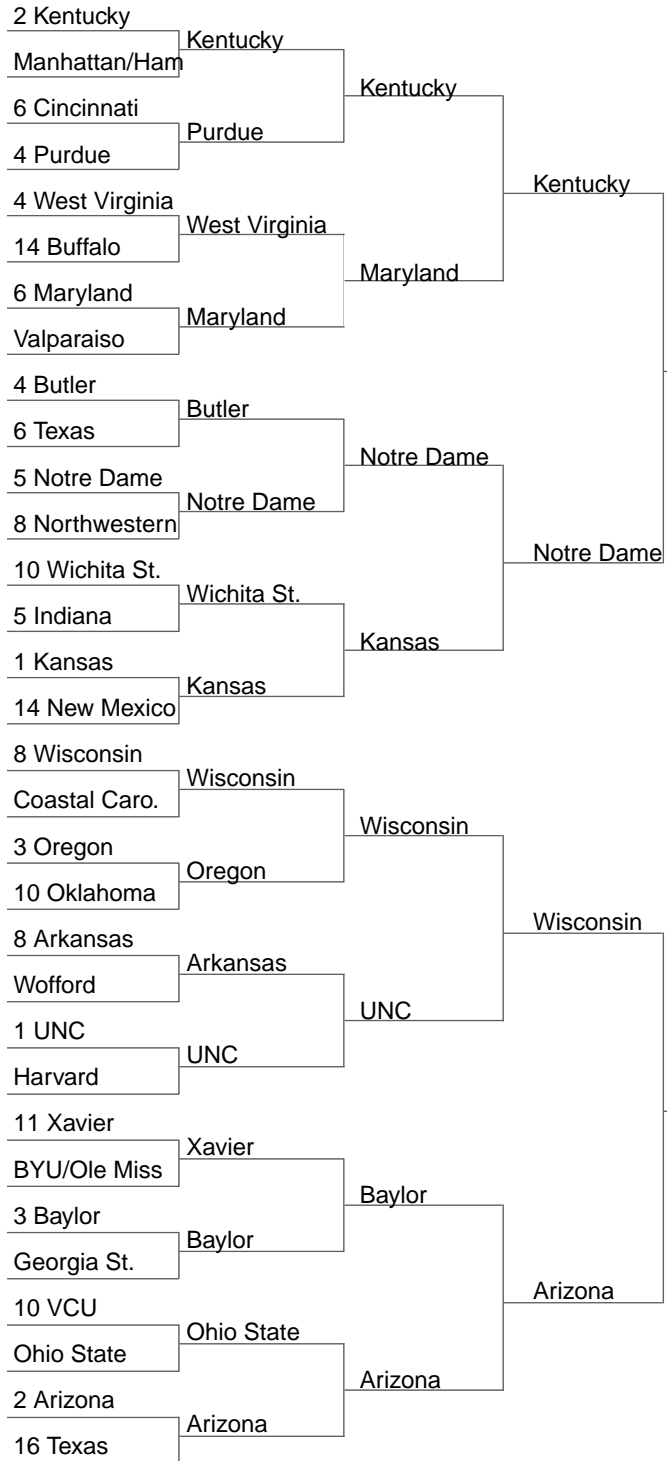 2 Kentucky
Manhattan/Ham
6 Cincinnati
4 Purdue
4 West Virginia
14 Buffalo
6 Maryland
Valparaiso
4 Butler
6 Texas
5 Notre Dame
8 Northwestern
10 Wichita St.
5 Indiana
1 Kansas
14 New Mexico
8 Wisconsin
Coastal Caro.
3 Oregon
10 Oklahoma
8 Arkansas
Wofford
1 UNC
Harvard
11 Xavier
BYU/Ole Miss
3 Baylor
Georgia St.
10 VCU
Ohio State
2 Arizona
16 Texas
Kentucky
Purdue
West Virginia
Maryland
Butler
Notre Dame
Wichita St.
Kansas
Wisconsin
Oregon
Arkansas
UNC
Xavier
Baylor
Ohio State
Arizona
Kentucky
Maryland
Notre Dame
Kansas
Wisconsin
UNC
Baylor
Arizona
Kentucky
Notre Dame
Wisconsin
Arizona